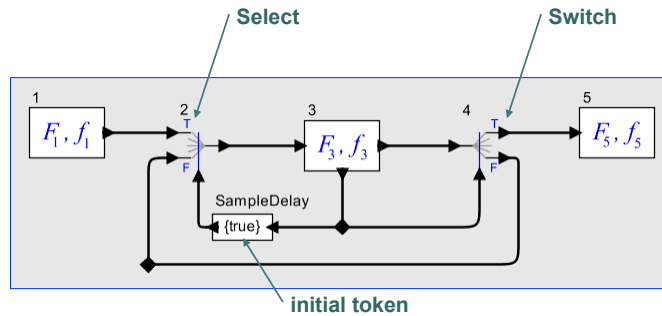 Select
Switch
1
2
3
4
5
T
T
F₁, f₁
F₃, f₃
F₅, f₅
F
F
SampleDelay
{true}
initial token